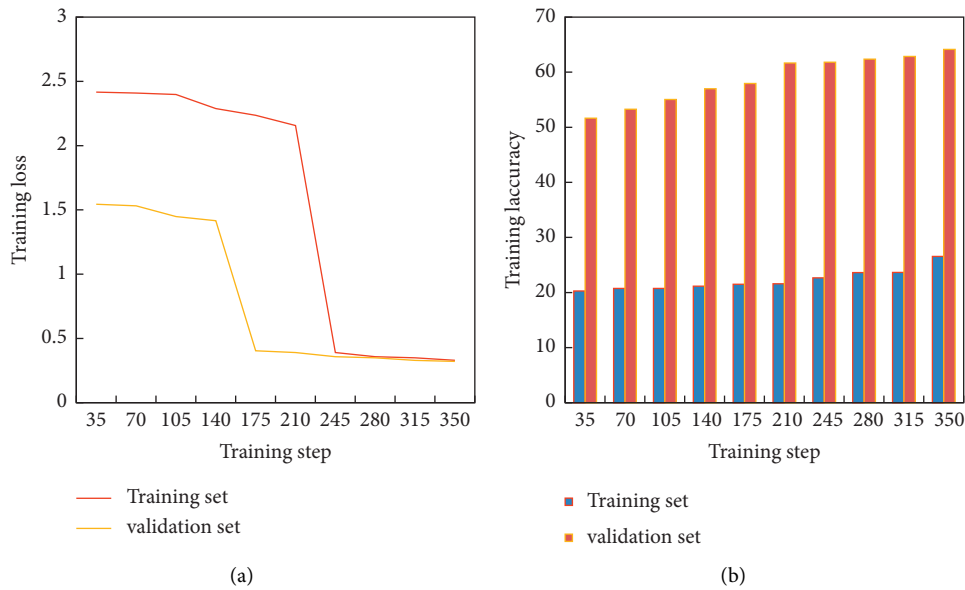 3
2.5
2
1.5
1
0.5
0
Training loss
35 70 105 140 175 210 245 280 315 350
Training step
Training set
validation set
(a)
70
60
50
40
30
20
10
0
Training laccuracy
35 70 105 140 175 210 245 280 315 350
Training step
Training set
validation set
(b)